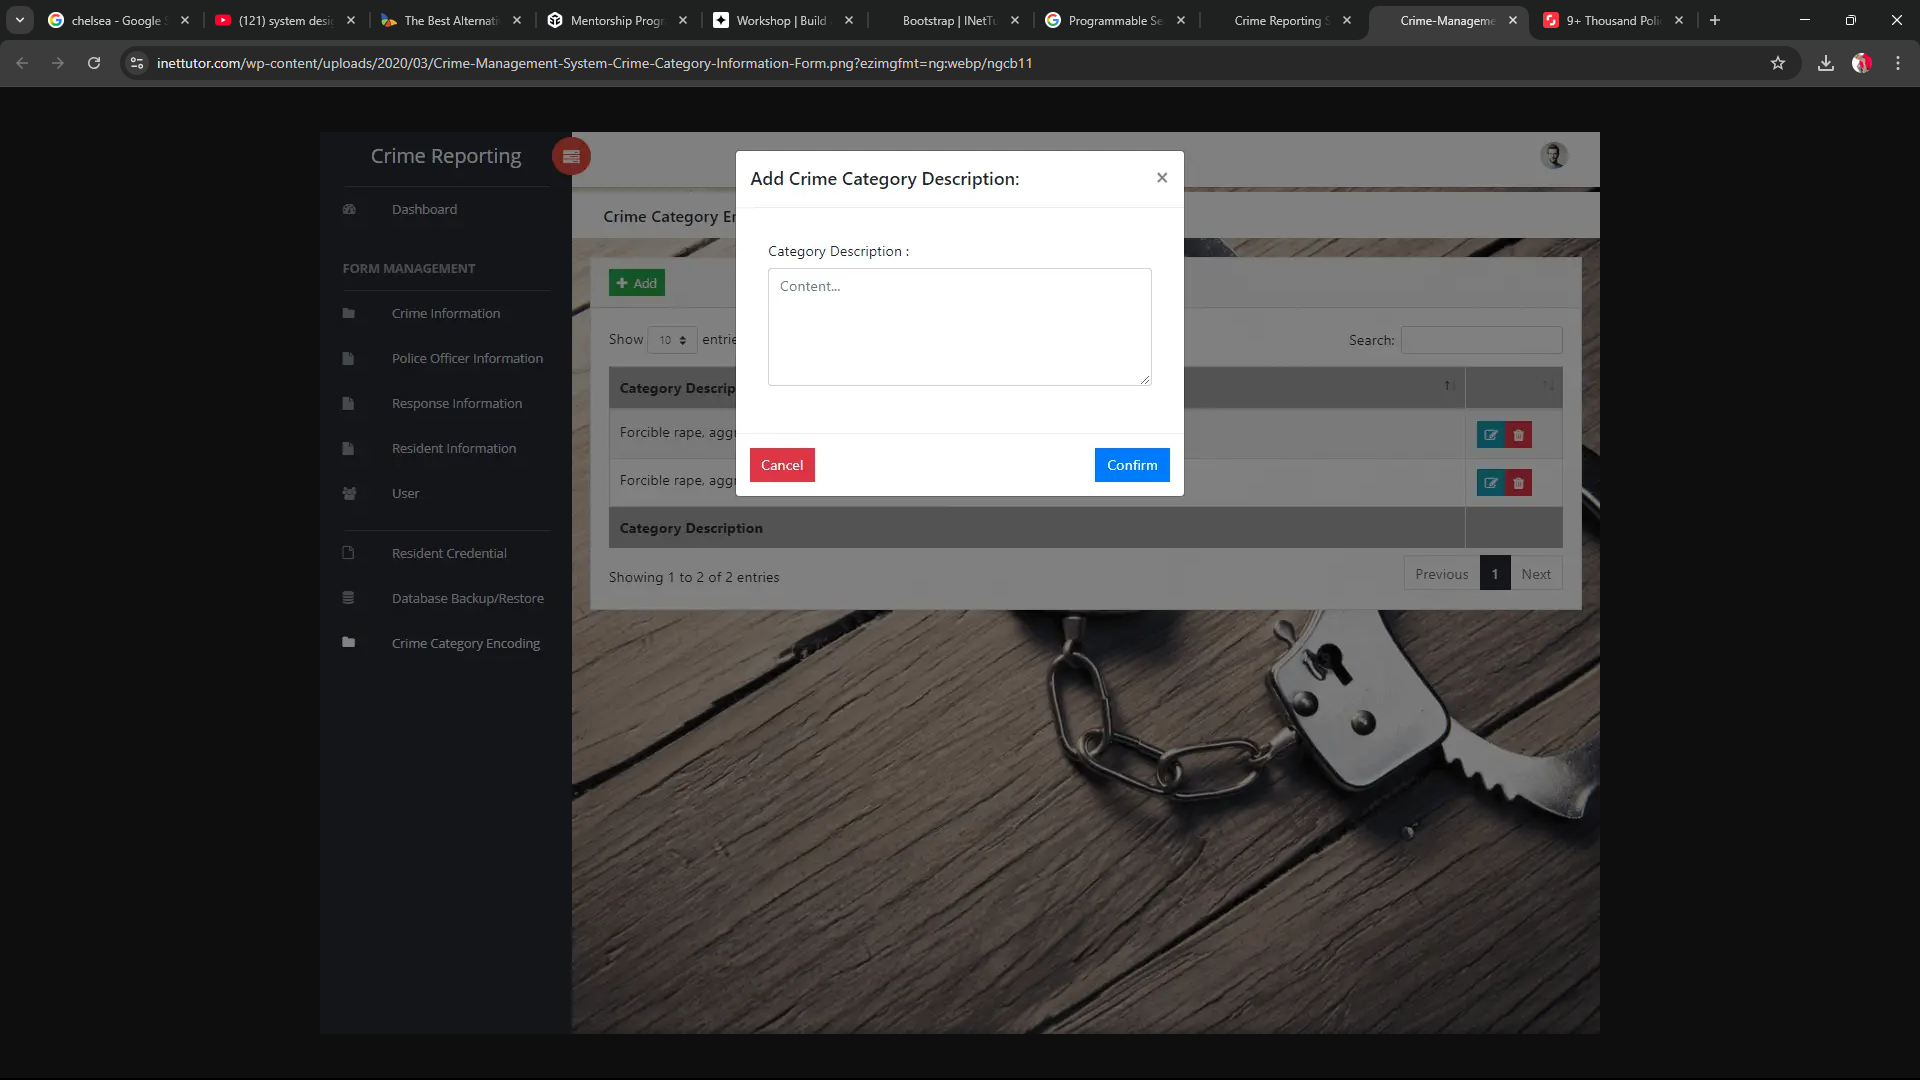 chelsea - Google
(121) system desi
The Best Alternati
Mentorship Progr
Workshop | Build
Bootstrap | INetTu
Programmable Se
Crime Reporting S
Crime-Manageme
9+ Thousand Poli
inettutor.com/wp-content/uploads/2020/03/Crime-Management-System-Crime-Category-Information-Form.png?ezimgfmt=ng:webp/ngcb11
Crime Reporting
Dashboard
FORM MANAGEMENT
Crime Information
Police Officer Information
Response Information
Resident Information
User
Resident Credential
Database Backup/Restore
Crime Category Encoding
Crime Category En
Add
Show 10 entrie
Search:
Category Descrip
Forcible rape, aggr
Forcible rape, aggr
Category Description
Showing 1 to 2 of 2 entries
Previous 1 Next
Add Crime Category Description:
Category Description :
Content...
Cancel
Confirm